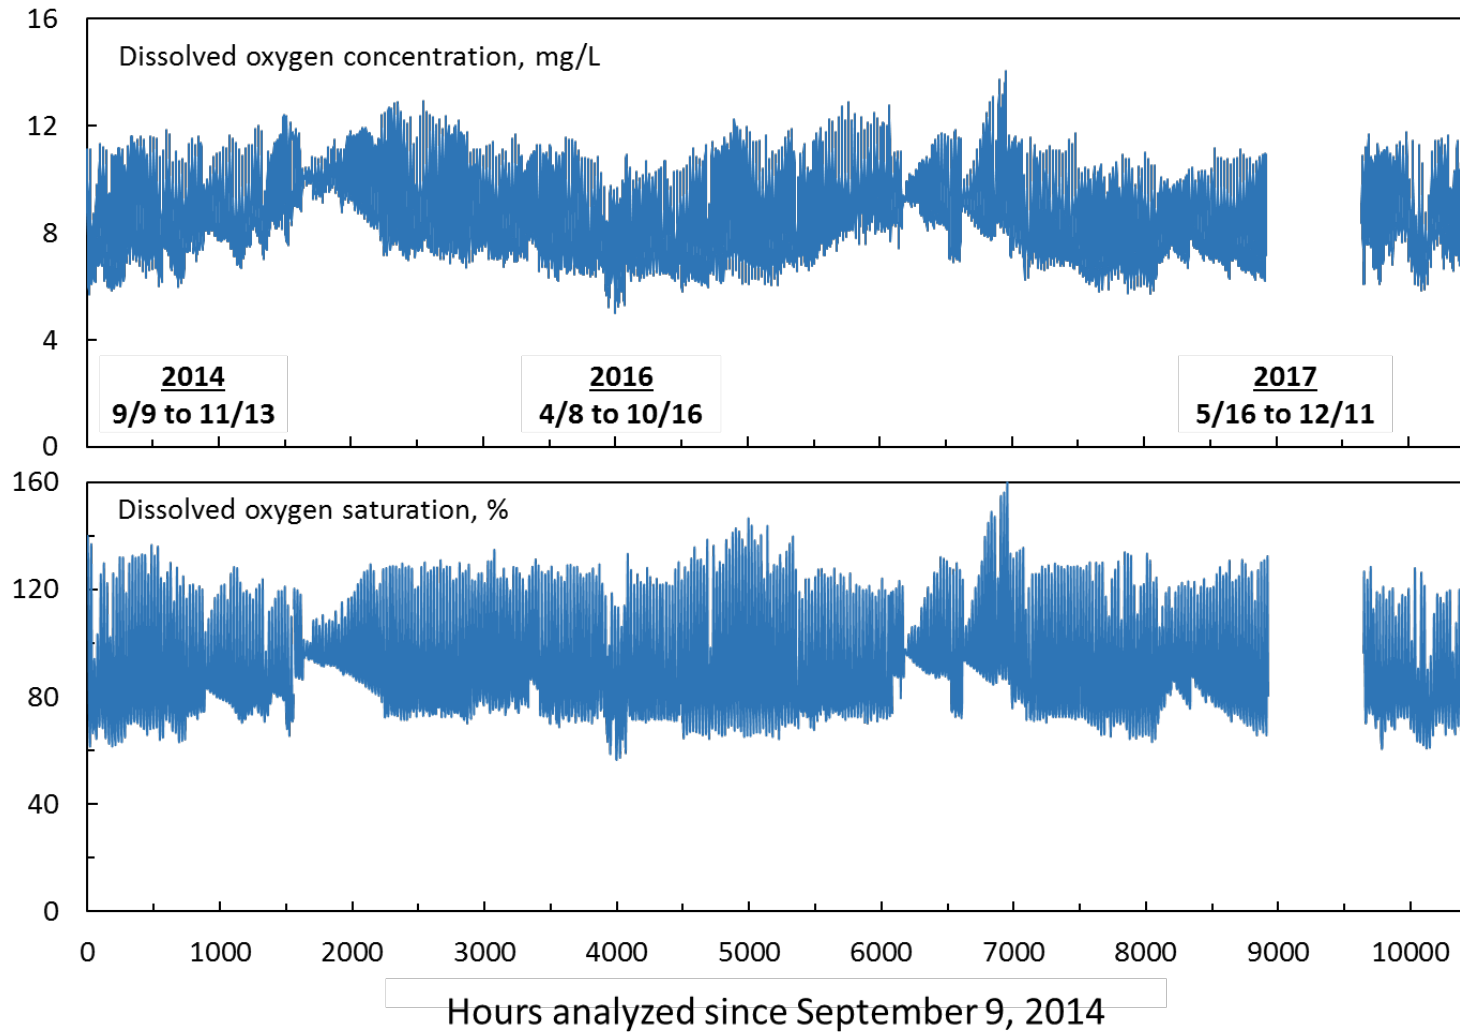 16
Dissolved oxygen concentration, mg/L
12
8
4
2014
9/9 to 11/13
2016
4/8 to 10/16
2017
5/16 to 12/11
0
160
Dissolved oxygen saturation, %
120
80
40
0
0 1000 2000 3000 4000 5000 6000 7000 8000 9000 10000
Hours analyzed since September 9, 2014